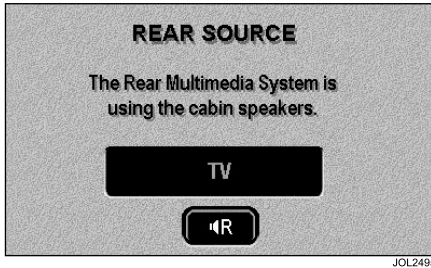 REAR SOURCE
The Rear Multimedia System is
using the cabin speakers.
TV
R
JOL249